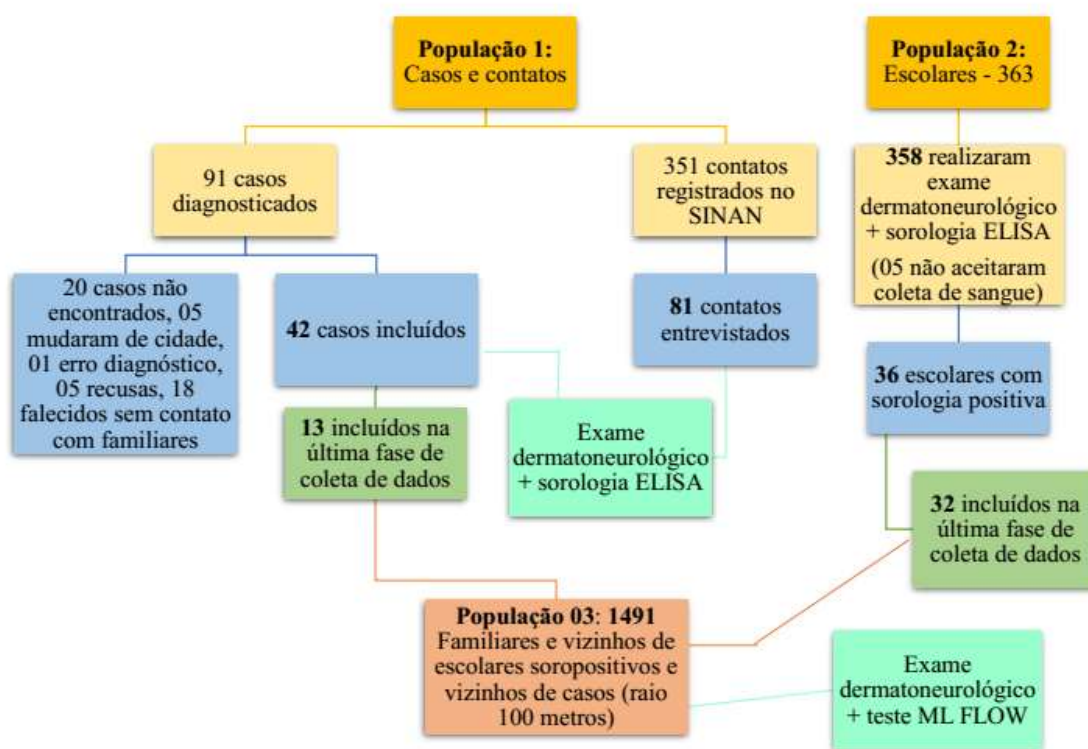 População 1:
Casos e contatos
População 2:
Escolares - 363
91 casos
diagnosticados
351 contatos
registrados no
SINAN
358 realizaram
exame
dermatoneurológico
+ sorologia ELISA
(05 não aceitaram
coleta de sangue)
20 casos não
encontrados, 05
mudaram de cidade,
01 erro diagnóstico,
05 recusas, 18
falecidos sem contato
com familiares
42 casos incluídos
81 contatos
entrevistados
36 escolares com
sorologia positiva
13 incluídos na
última fase de
coleta de dados
Exame
dermatoneurológico
+ sorologia ELISA
32 incluídos na
última fase de
coleta de dados
População 03: 1491
Familiares e vizinhos de
escolares soropositivos e
vizinhos de casos (raio
100 metros)
Exame
dermatoneurológico
+ teste ML FLOW